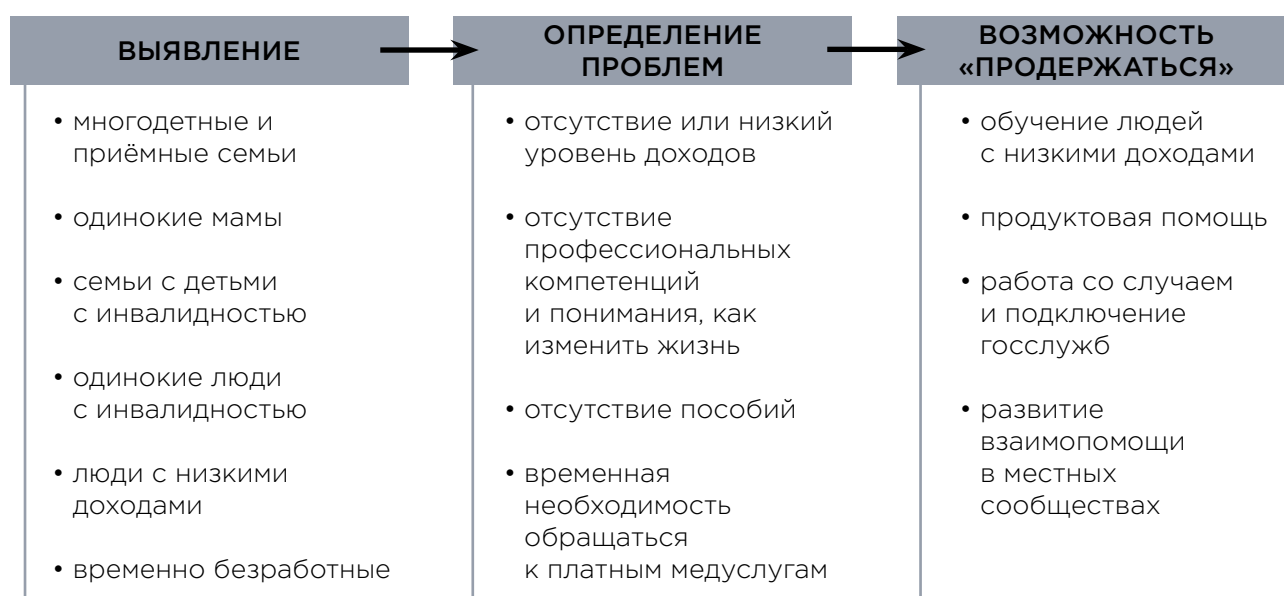 ВЫЯВЛЕНИЕ
• многодетные и
приёмные семьи
• одинокие мамы
• семьи с детьми
с инвалидностью
• одинокие люди
с инвалидностью
• люди с низкими
доходами
• временно безработные
ОПРЕДЕЛЕНИЕ
ПРОБЛЕМ
• отсутствие или низкий
уровень доходов
• отсутствие
профессиональных
компетенций
и понимания, как
изменить жизнь
• отсутствие пособий
• временная
необходимость
обращаться
к платным медуслугам
ВОЗМОЖНОСТЬ
«ПРОДЕРЖАТЬСЯ»
• обучение людей
с низкими доходами
• продуктовая помощь
• работа со случаем
и подключение
госслужб
• развитие
взаимопомощи
в местных
сообществах